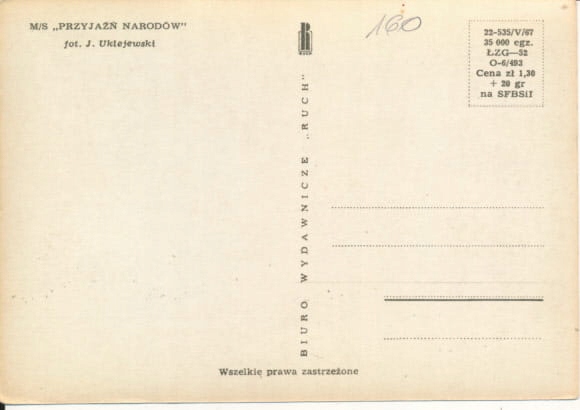 M/S „PRZYJAŹŃ NARODÓW"
fot. J. Uklejewski
160
RUCH
22-535/V/67
35 000 egz.
ŁZG—52
O-6/493
Cena zł 1,30
+ 20 gr
na SFBSiI
BIURO WYDAWNICZE „RUCH"
Wszelkie prawa zastrzeżone